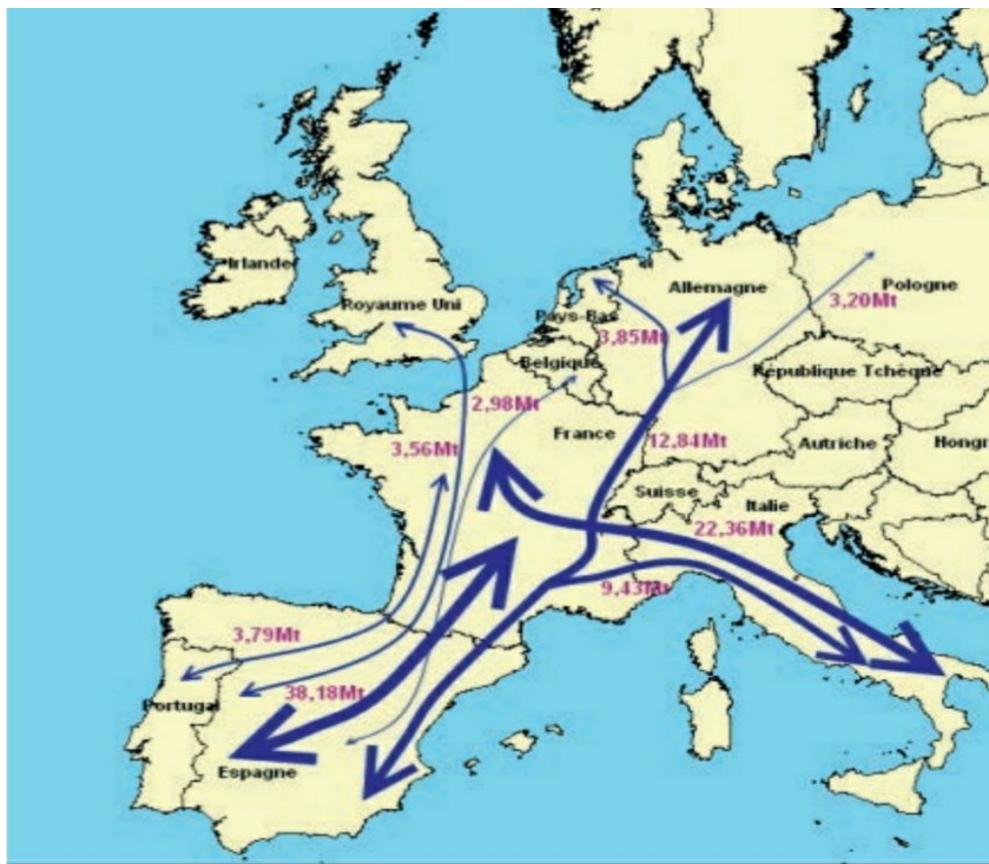 Irlande
Royaume Uni
Pays-Bas
Allemagne
Pologne
3,20Mt
3,85Mt
Belgique
République Tchèque
2,98Mt
3,56Mt
France
12,84Mt
Autriche
Hongr
Suisse
Italie
22,36Mt
9,43Mt
3,79Mt
38,18Mt
Portugal
Espagne